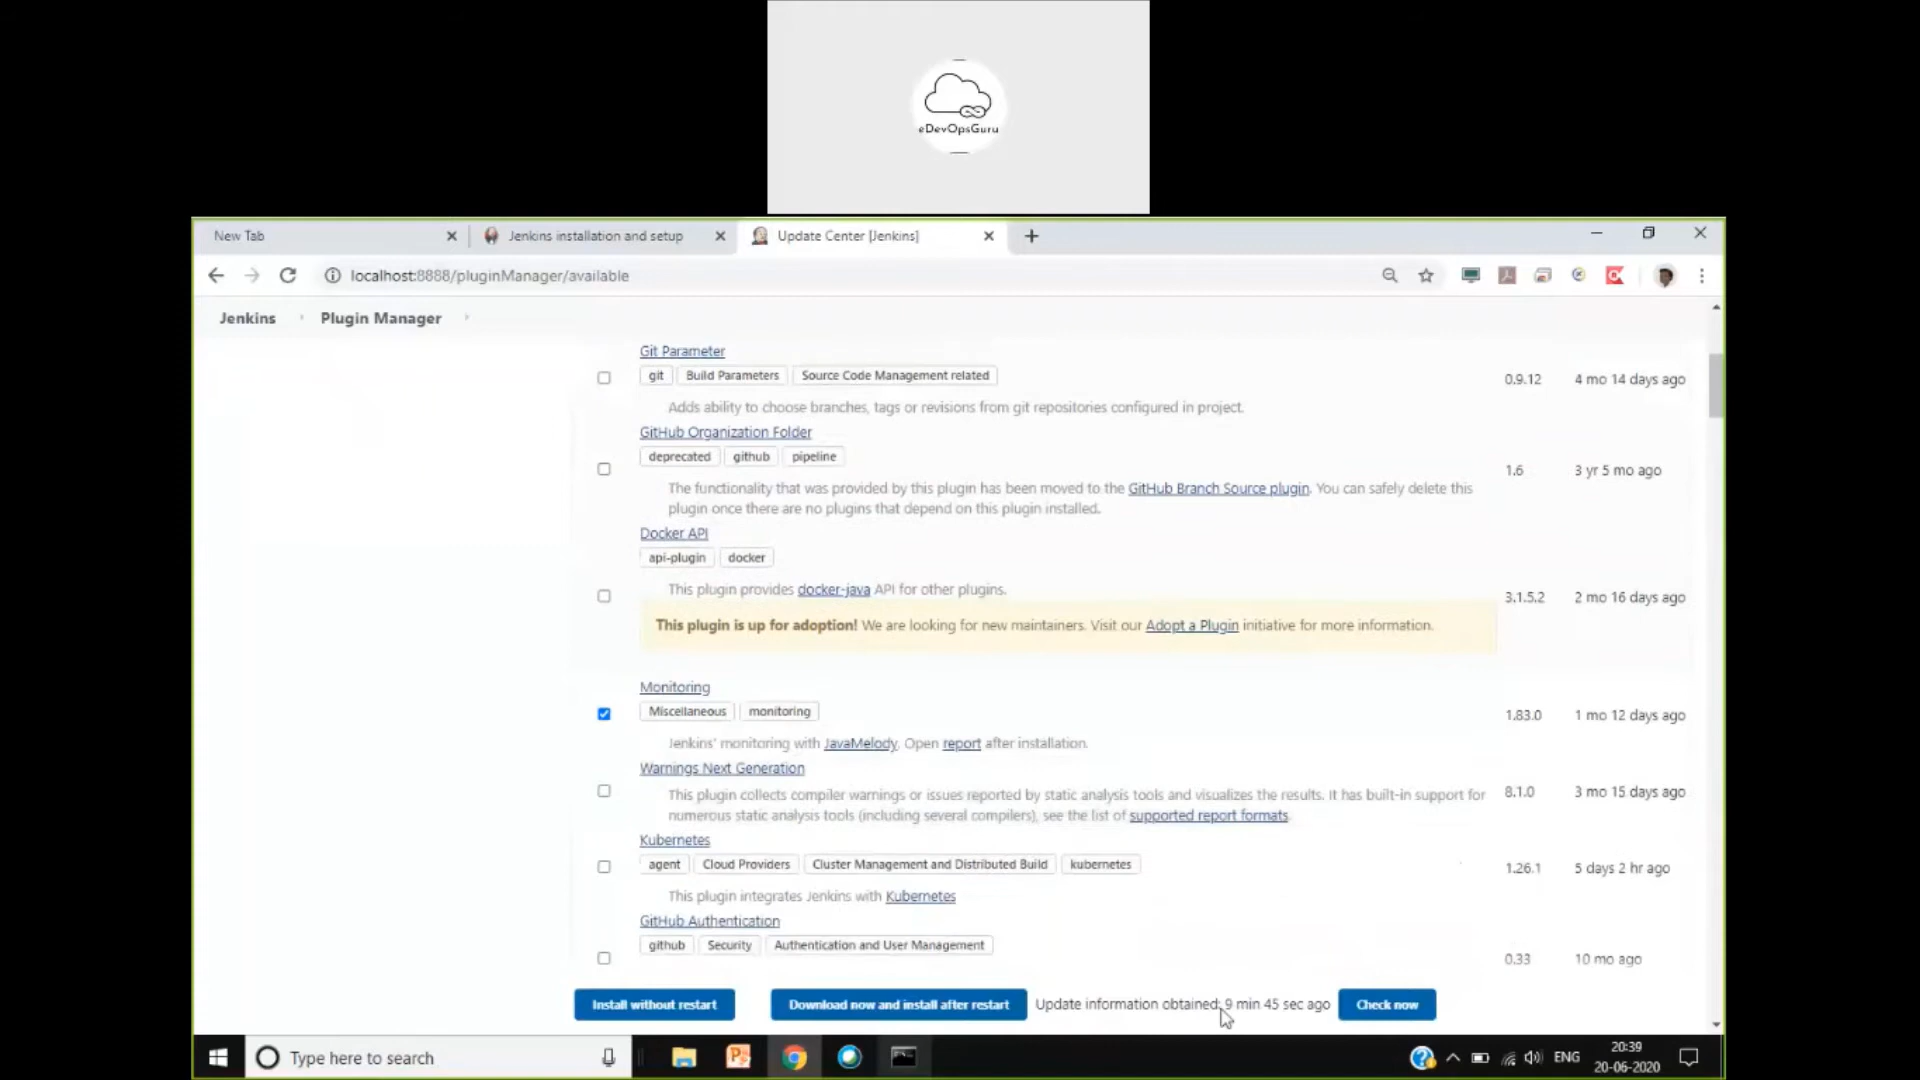 eDevOpsGuru
New Tab
Jenkins installation and setup
Update Center [Jenkins]
localhost:8888/pluginManager/available
Jenkins
Plugin Manager
Git Parameter
git Build Parameters Source Code Management related
0.9.12 4 mo 14 days ago
Adds ability to choose branches, tags or revisions from git repositories configured in project.
GitHub Organization Folder
deprecated github pipeline
1.6 3 yr 5 mo ago
The functionality that was provided by this plugin has been moved to the GitHub Branch Source plugin. You can safely delete this
plugin once there are no plugins that depend on this plugin installed.
Docker API
api-plugin docker
This plugin provides docker-java API for other plugins.
3.1.5.2 2 mo 16 days ago
This plugin is up for adoption! We are looking for new maintainers. Visit our Adopt a Plugin initiative for more information.
Monitoring
Miscellaneous monitoring
1.83.0 1 mo 12 days ago
Jenkins' monitoring with JavaMelody. Open report after installation.
Warnings Next Generation
This plugin collects compiler warnings or issues reported by static analysis tools and visualizes the results. It has built-in support for
8.1.0 3 mo 15 days ago
numerous static analysis tools (including several compilers), see the list of supported report formats.
Kubernetes
agent Cloud Providers Cluster Management and Distributed Build kubernetes
1.26.1 5 days 2 hr ago
This plugin integrates Jenkins with Kubernetes
GitHub Authentication
github Security Authentication and User Management
0.33 10 mo ago
Install without restart
Download now and install after restart
Update information obtained: 9 min 45 sec ago
Check now
Type here to search
ENG
20:39
20-06-2020